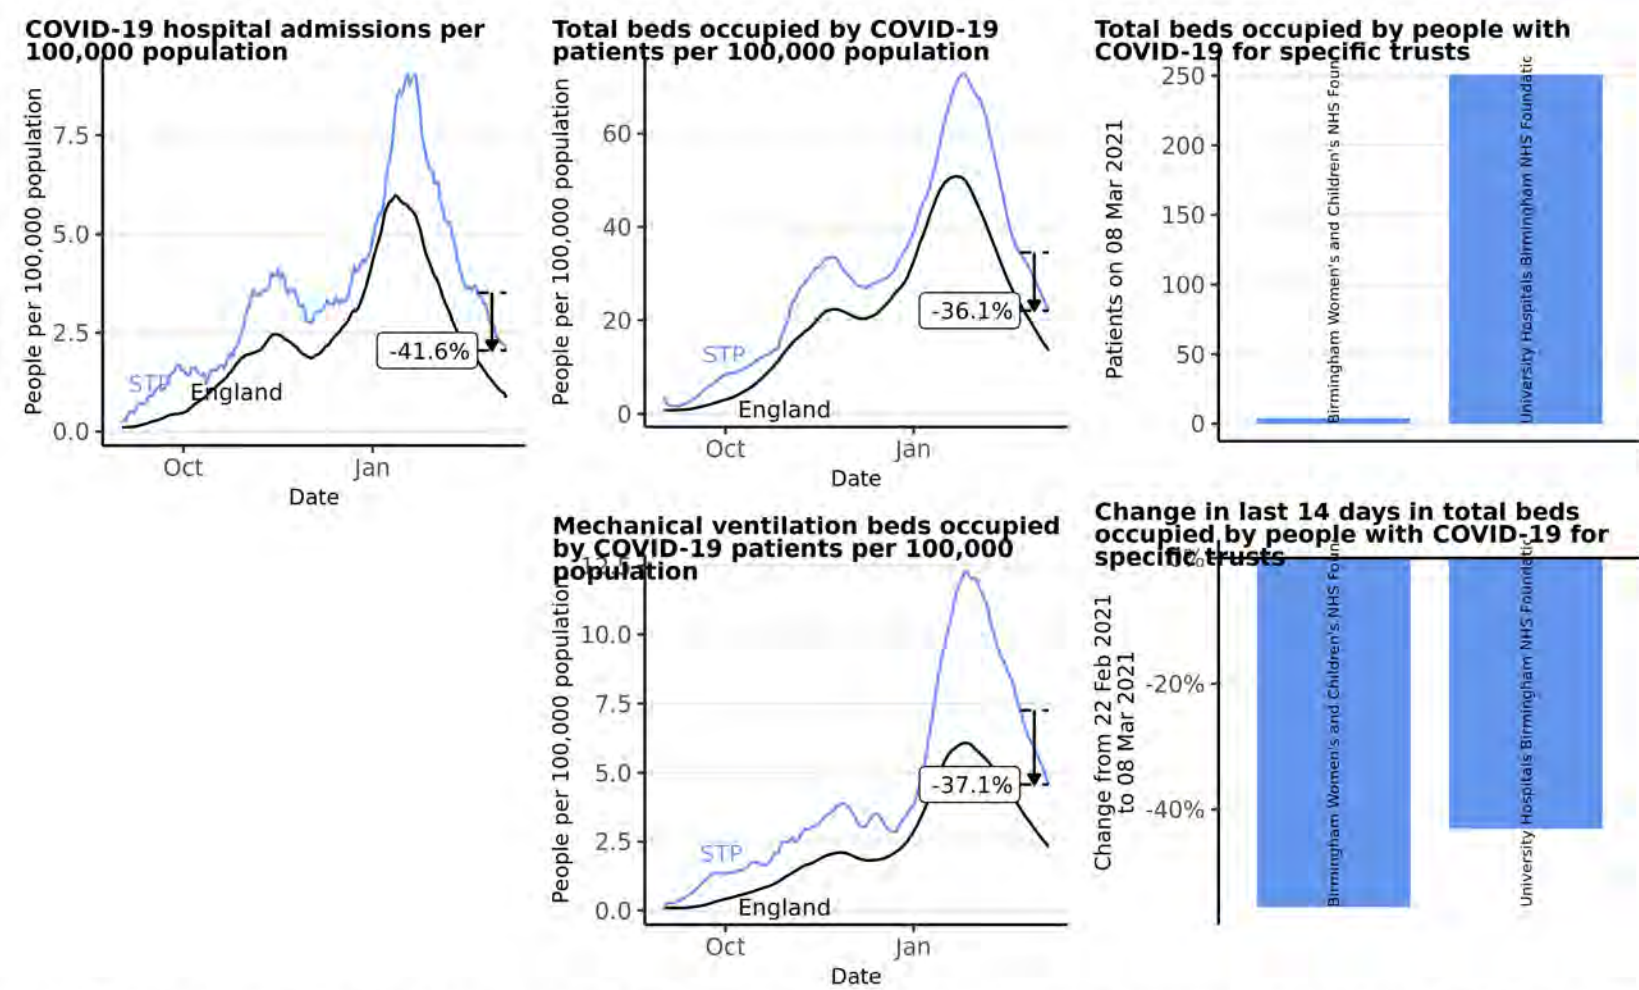 COVID-19 hospital admissions per
100,000 population
People per 100,000 population
7.5
5.0
2.5
0.0
STP
England
-41.6%
Oct
Jan
Date
Total beds occupied by COVID-19
patients per 100,000 population
People per 100,000 population
60
40
20
0
STP
England
-36.1%
Oct
Jan
Date
Total beds occupied by people with
COVID-19 for specific trusts
Patients on 08 Mar 2021
250
200
150
100
50
0
Birmingham Women's and Children's NHS Foun
University Hospitals Birmingham NHS Foundatic
Mechanical ventilation beds occupied
by COVID-19 patients per 100,000
population
People per 100,000 population
12.5
10.0
7.5
5.0
2.5
0.0
STP
England
-37.1%
Oct
Jan
Date
Change in last 14 days in total beds
occupied by people with COVID-19 for
specific trusts
Change from 22 Feb 2021
to 08 Mar 2021
0%
-20%
-40%
Birmingham Women's and Children's NHS Foun
University Hospitals Birmingham NHS Foundatic